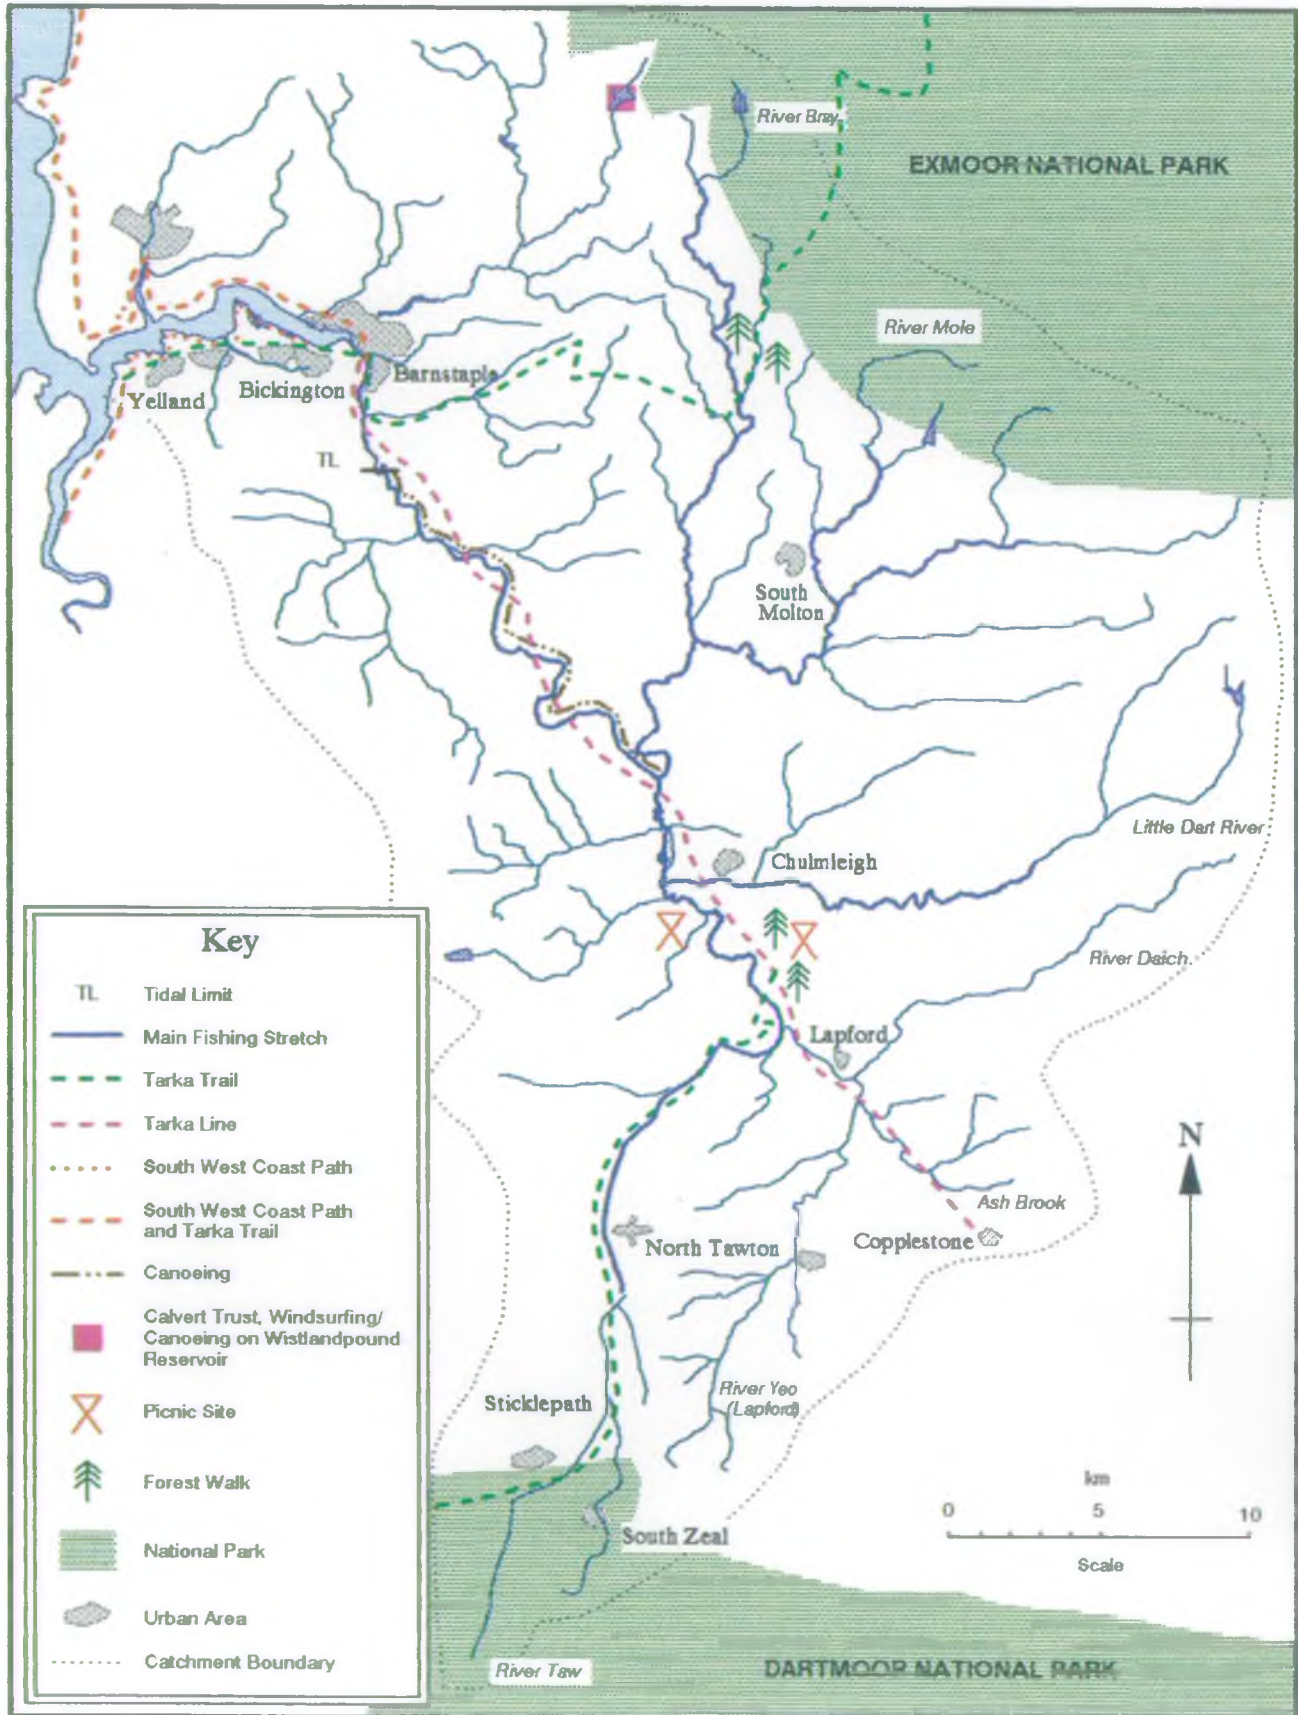 River Bray
EXMOOR NATIONAL PARK
River Mole
Barnstaple
Bickington
Yelland
TL
South
Molton
Little Dart River
Chulmleigh
River Dalch
Lapford
Ash Brook
Copplestone
North Tawton
River Yeo
(Lapford)
Sticklepath
South Zeal
River Taw
DARTMOOR NATIONAL PARK
N
km
0 5 10
Scale
Key
TL Tidal Limit
Main Fishing Stretch
Tarka Trail
Tarka Line
South West Coast Path
South West Coast Path
and Tarka Trail
Canoeing
Calvert Trust, Windsurfing/
Canoeing on Wistlandpound
Reservoir
Picnic Site
Forest Walk
National Park
Urban Area
Catchment Boundary